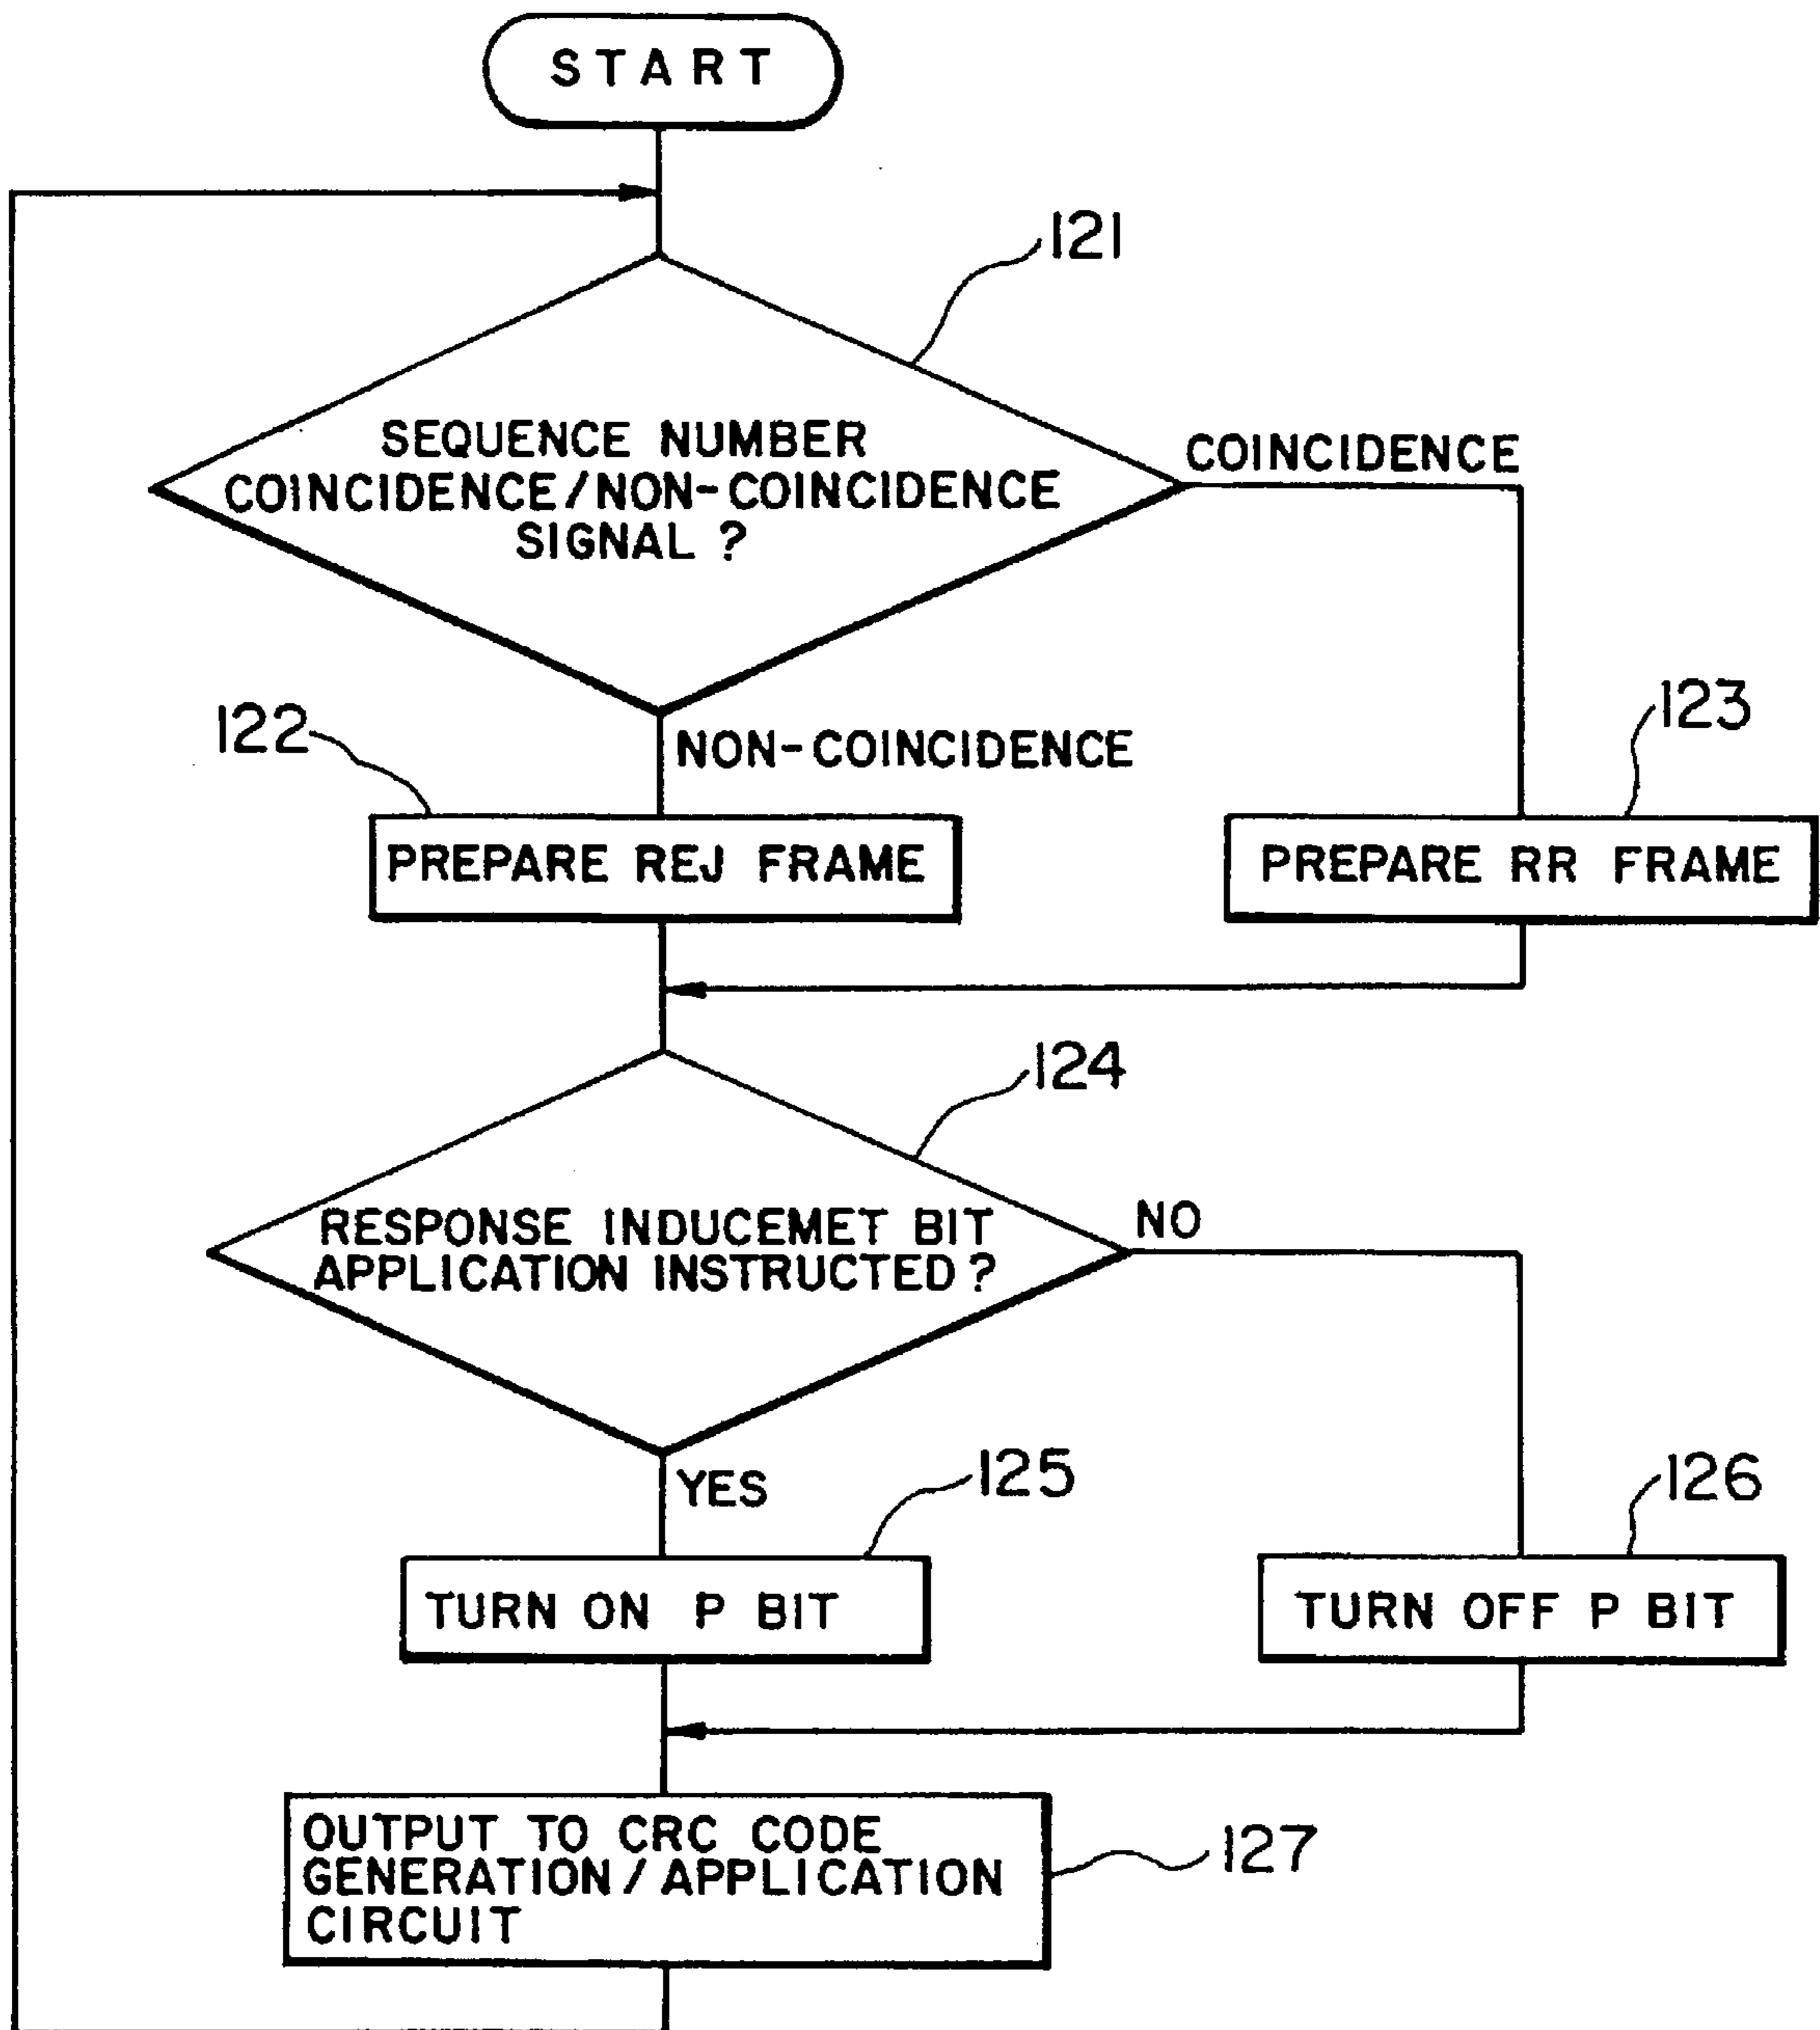 START
121
SEQUENCE NUMBER
COINCIDENCE/NON-COINCIDENCE
SIGNAL ?
COINCIDENCE
122
NON-COINCIDENCE
123
PREPARE REJ FRAME
PREPARE RR FRAME
124
RESPONSE INDUCEMET BIT
APPLICATION INSTRUCTED ?
NO
YES
125
126
TURN ON P BIT
TURN OFF P BIT
OUTPUT TO CRC CODE
GENERATION / APPLICATION
CIRCUIT
127